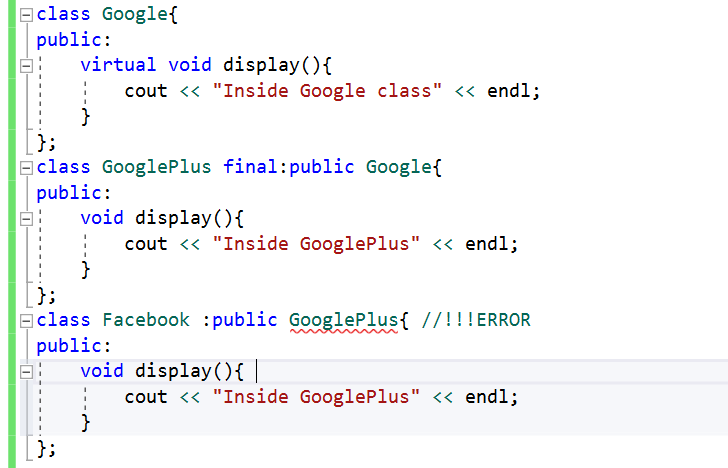 class Google{
public:
    virtual void display(){
        cout << "Inside Google class" << endl;
    }
};
class GooglePlus final:public Google{
public:
    void display(){
        cout << "Inside GooglePlus" << endl;
    }
};
class Facebook :public GooglePlus{ //!!!ERROR
public:
    void display(){
        cout << "Inside GooglePlus" << endl;
    }
};